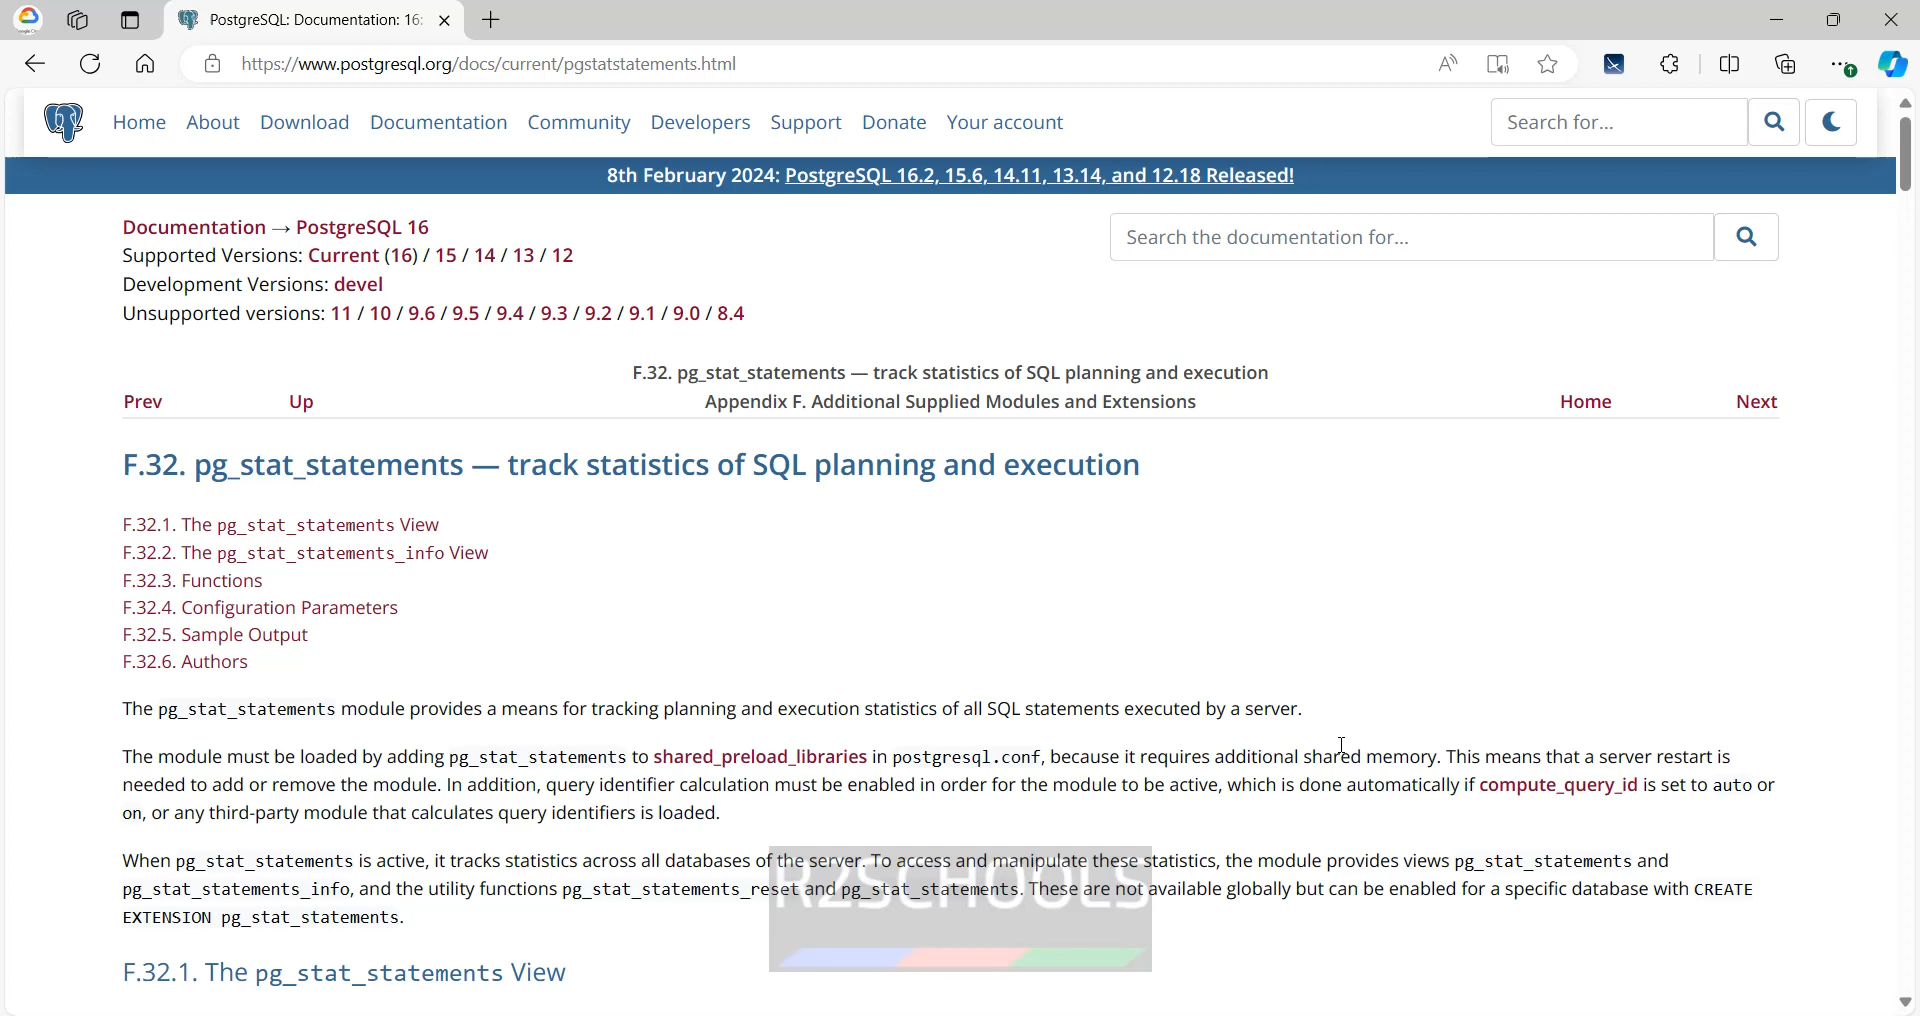 PostgreSQL: Documentation: 16:
https://www.postgresql.org/docs/current/pgstatstatements.html
Home About Download Documentation Community Developers Support Donate Your account Search for...
8th February 2024: PostgreSQL 16.2, 15.6, 14.11, 13.14, and 12.18 Released!
Documentation → PostgreSQL 16
Search the documentation for...
Supported Versions: Current (16) / 15 / 14 / 13 / 12
Development Versions: devel
Unsupported versions: 11 / 10 / 9.6 / 9.5 / 9.4 / 9.3 / 9.2 / 9.1 / 9.0 / 8.4
F.32. pg_stat_statements — track statistics of SQL planning and execution
Prev Up Appendix F. Additional Supplied Modules and Extensions Home Next
F.32. pg_stat_statements — track statistics of SQL planning and execution
F.32.1. The pg_stat_statements View
F.32.2. The pg_stat_statements_info View
F.32.3. Functions
F.32.4. Configuration Parameters
F.32.5. Sample Output
F.32.6. Authors
The pg_stat_statements module provides a means for tracking planning and execution statistics of all SQL statements executed by a server.
The module must be loaded by adding pg_stat_statements to shared_preload_libraries in postgresql.conf, because it requires additional shared memory. This means that a server restart is
needed to add or remove the module. In addition, query identifier calculation must be enabled in order for the module to be active, which is done automatically if compute_query_id is set to auto or
on, or any third-party module that calculates query identifiers is loaded.
When pg_stat_statements is active, it tracks statistics across all databases of the server. To access and manipulate these statistics, the module provides views pg_stat_statements and
pg_stat_statements_info, and the utility functions pg_stat_statements_reset and pg_stat_statements. These are not available globally but can be enabled for a specific database with CREATE
EXTENSION pg_stat_statements.
R2SCHOOLS
F.32.1. The pg_stat_statements View